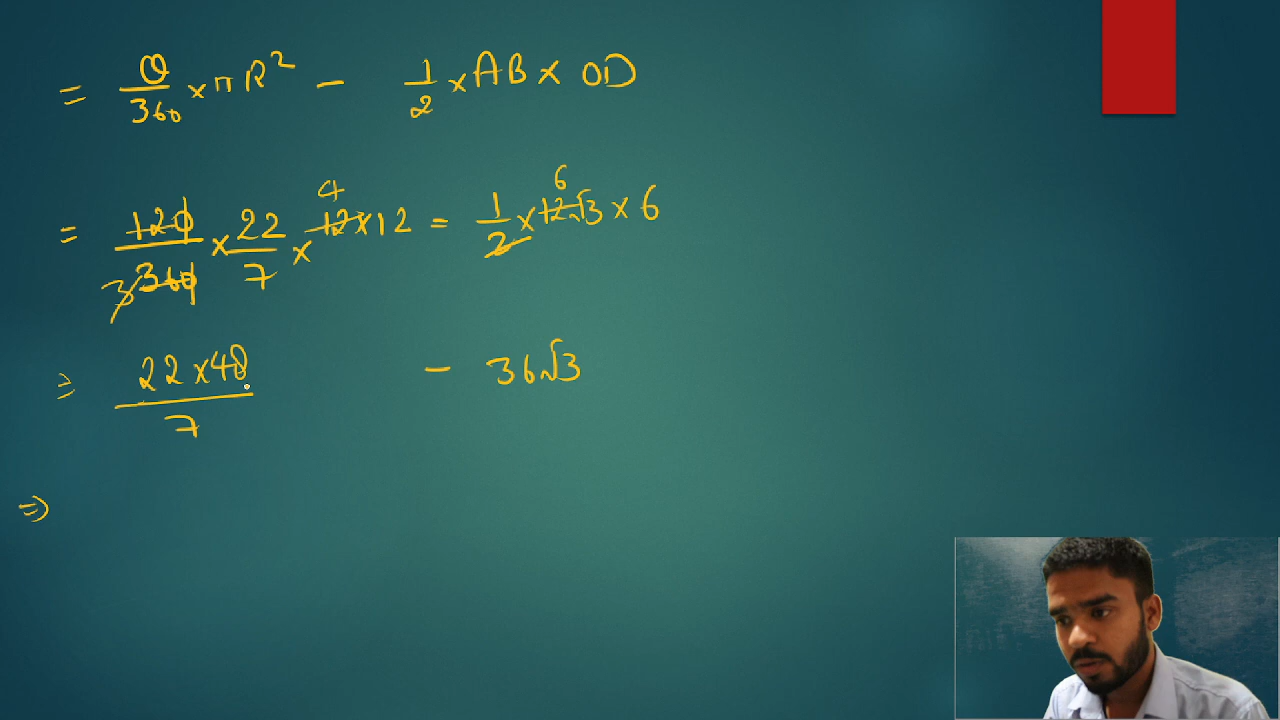 = θ/360 × π R² - 1/2 × AB × OD
= 120/360 3 × 22/7 × 12 4 × 12 = 1/2 × 12√3 6 × 6
⇒ 22 × 48/7 - 36√3
⇒